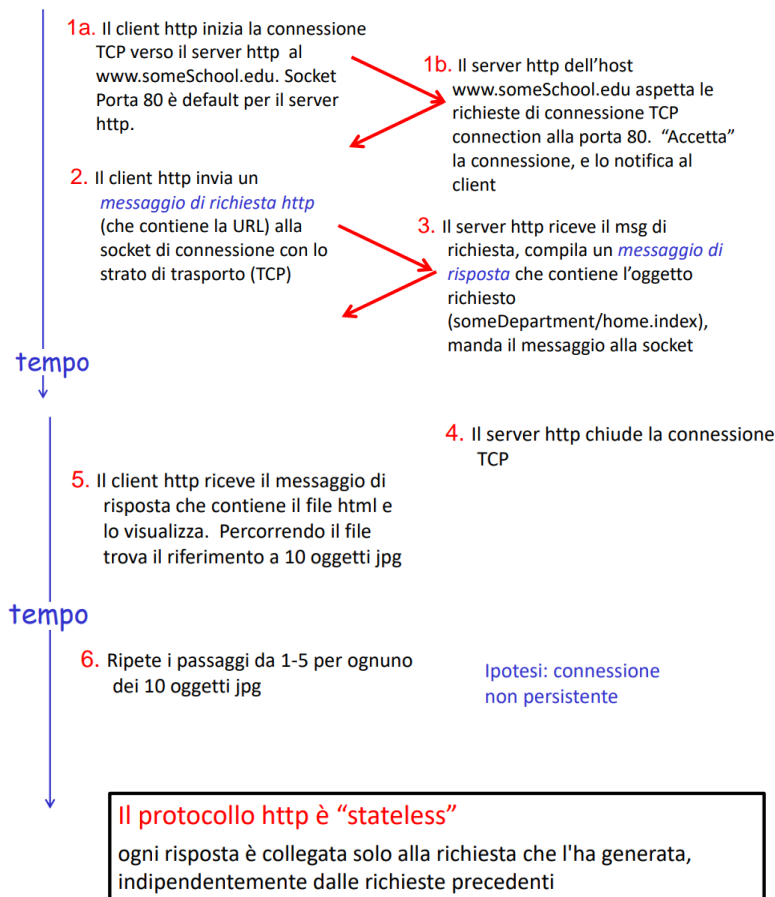 1a. Il client http inizia la connessione
TCP verso il server http al
www.someSchool.edu. Socket
Porta 80 è default per il server
http.
1b. Il server http dell’host
www.someSchool.edu aspetta le
richieste di connessione TCP
connection alla porta 80. “Accetta”
la connessione, e lo notifica al
client
2. Il client http invia un
messaggio di richiesta http
(che contiene la URL) alla
socket di connessione con lo
strato di trasporto (TCP)
3. Il server http riceve il msg di
richiesta, compila un messaggio di
risposta che contiene l’oggetto
richiesto
(someDepartment/home.index),
manda il messaggio alla socket
tempo
4. Il server http chiude la connessione
TCP
5. Il client http riceve il messaggio di
risposta che contiene il file html e
lo visualizza. Percorrendo il file
trova il riferimento a 10 oggetti jpg
tempo
6. Ripete i passaggi da 1-5 per ognuno
dei 10 oggetti jpg
Ipotesi: connessione
non persistente
Il protocollo http è “stateless”
ogni risposta è collegata solo alla richiesta che l'ha generata,
indipendentemente dalle richieste precedenti